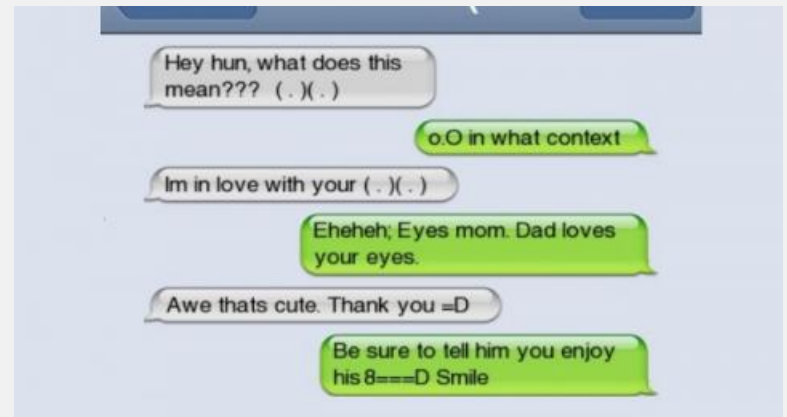 Hey hun, what does this
mean??? ( . )( . )
o.O in what context
Im in love with your ( . )( . )
Eheheh; Eyes mom. Dad loves
your eyes.
Awe thats cute. Thank you =D
Be sure to tell him you enjoy
his 8===D Smile